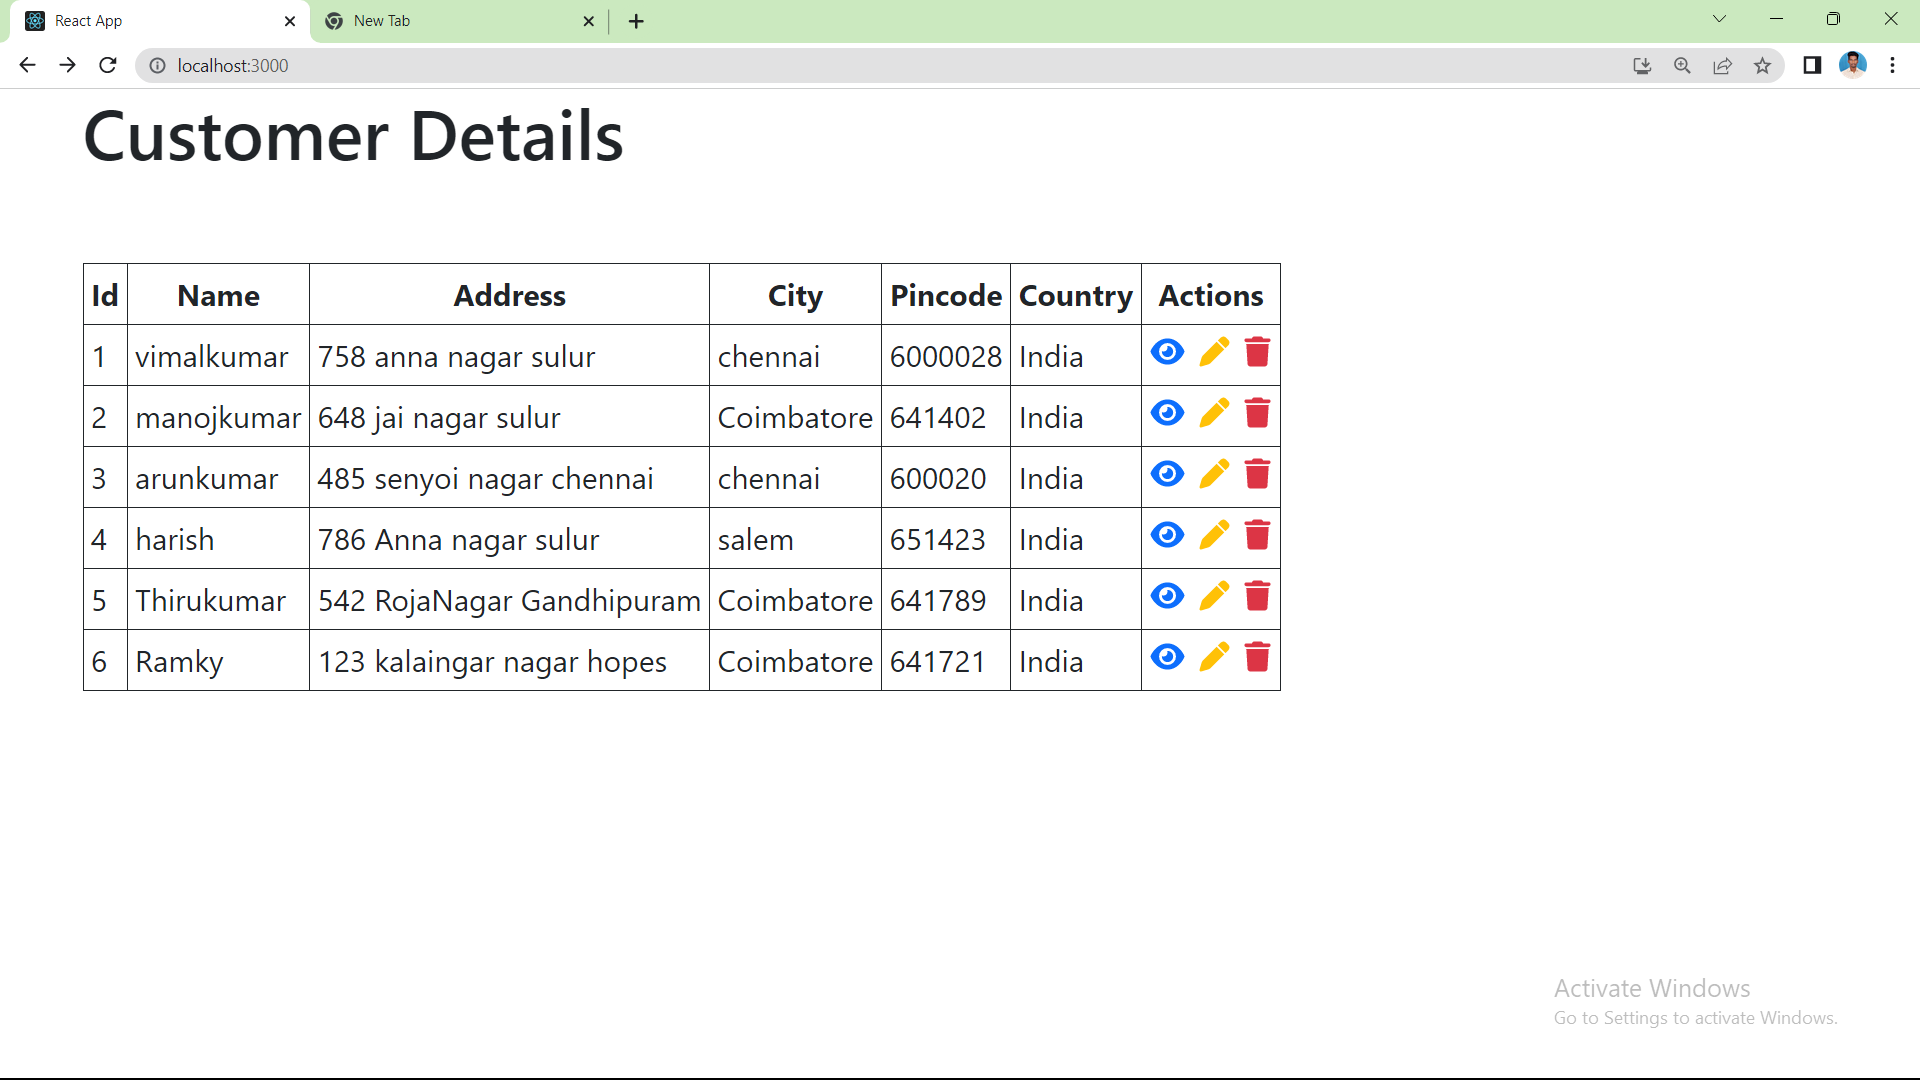 React App
New Tab
localhost:3000
Customer Details
Id Name Address City Pincode Country Actions
1 vimalkumar 758 anna nagar sulur chennai 6000028 India
2 manojkumar 648 jai nagar sulur Coimbatore 641402 India
3 arunkumar 485 senyoi nagar chennai chennai 600020 India
4 harish 786 Anna nagar sulur salem 651423 India
5 Thirukumar 542 RojaNagar Gandhipuram Coimbatore 641789 India
6 Ramky 123 kalaingar nagar hopes Coimbatore 641721 India
Activate Windows
Go to Settings to activate Windows.